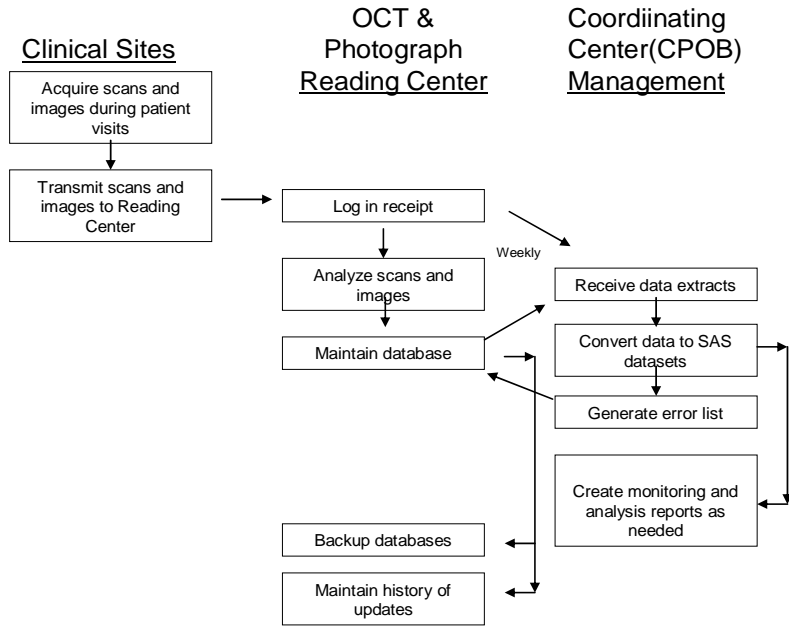 Clinical Sites
Acquire scans and
images during patient
visits
Transmit scans and
images to Reading
Center
OCT &
Photograph
Reading Center
Log in receipt
Analyze scans and
images
Maintain database
Backup databases
Maintain history of
updates
Weekly
Coordiinating
Center(CPOB)
Management
Receive data extracts
Convert data to SAS
datasets
Generate error list
Create monitoring and
analysis reports as
needed